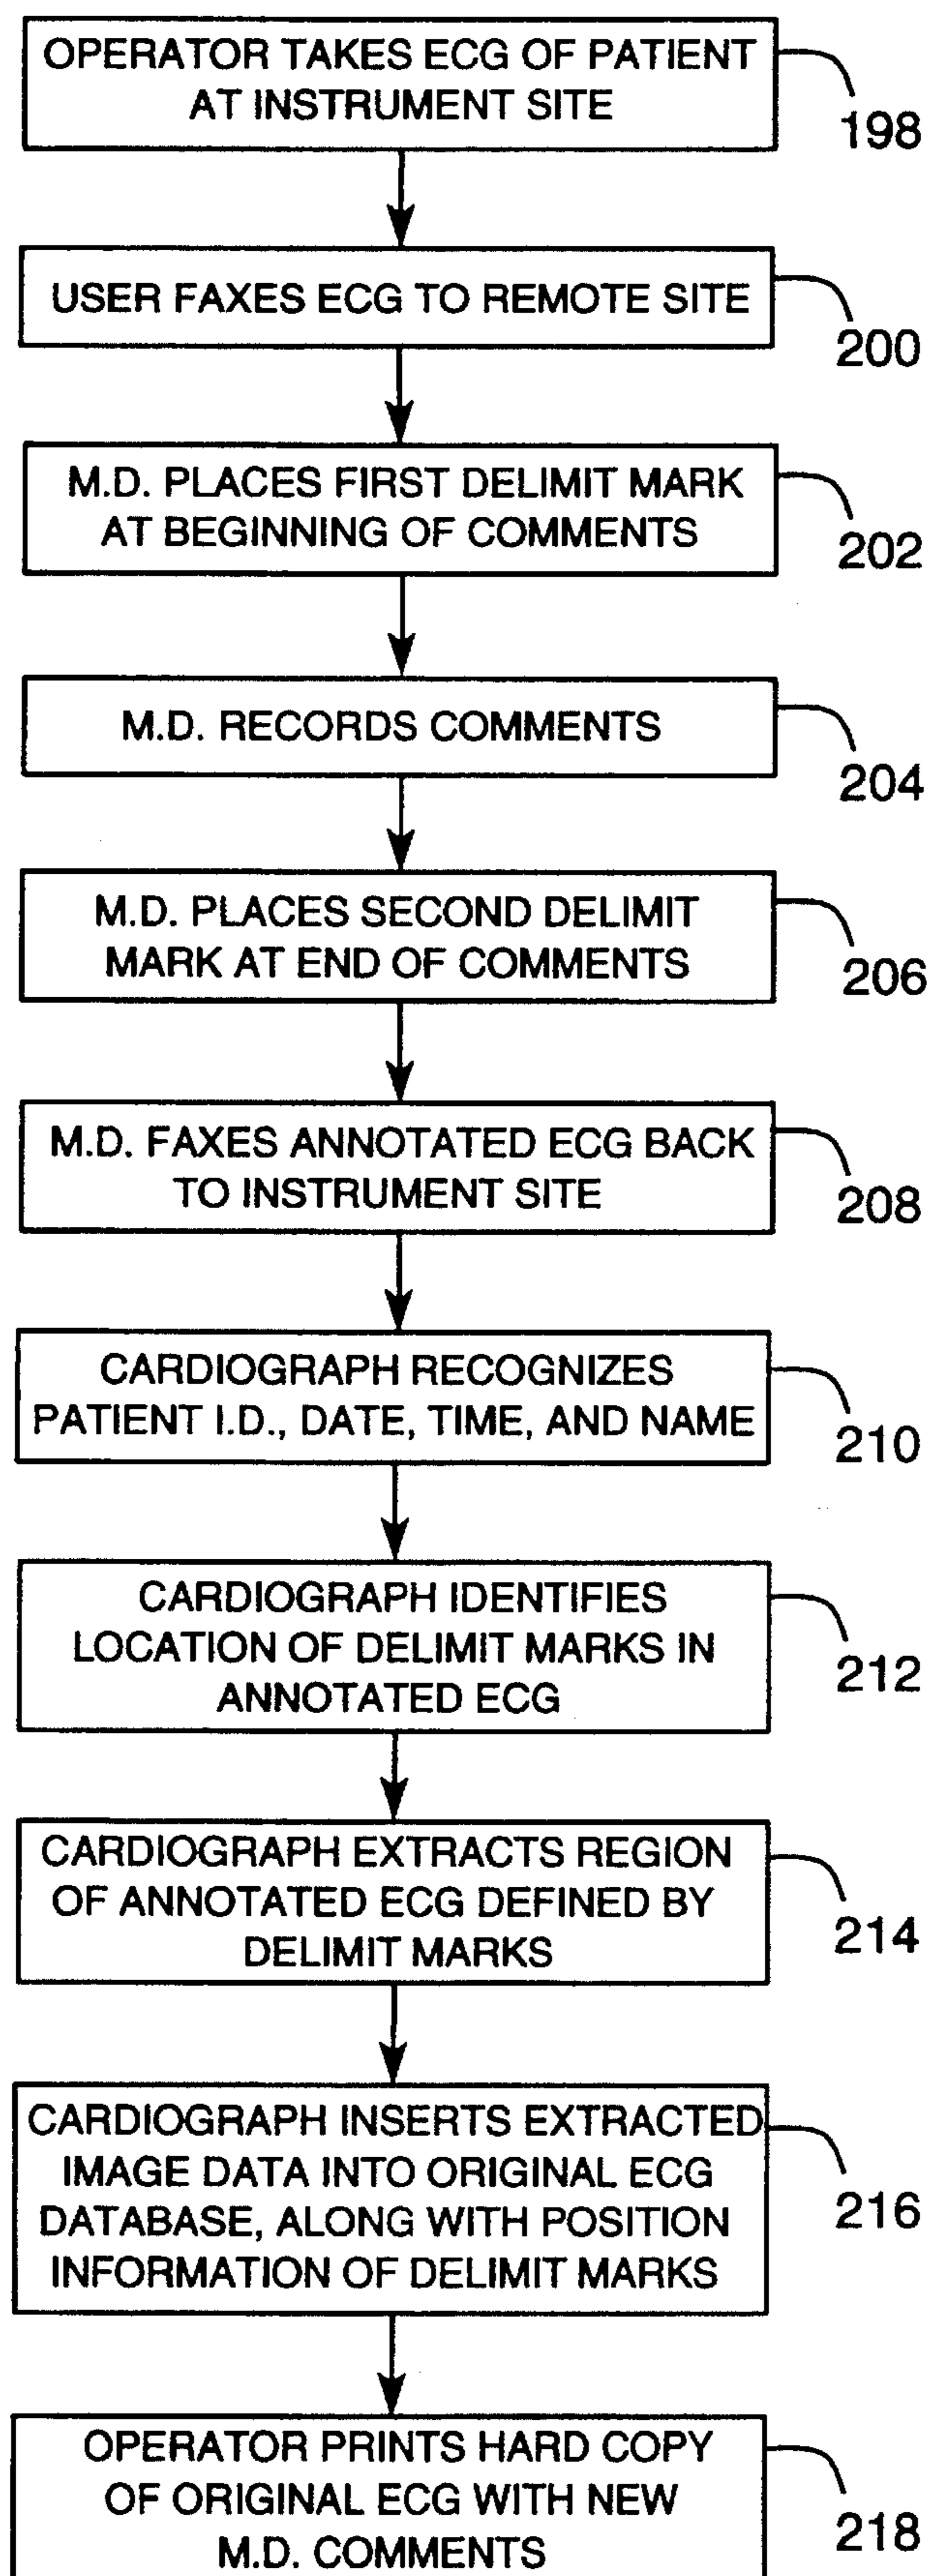 OPERATOR TAKES ECG OF PATIENT
AT INSTRUMENT SITE
198
USER FAXES ECG TO REMOTE SITE
200
M.D. PLACES FIRST DELIMIT MARK
AT BEGINNING OF COMMENTS
202
M.D. RECORDS COMMENTS
204
M.D. PLACES SECOND DELIMIT
MARK AT END OF COMMENTS
206
M.D. FAXES ANNOTATED ECG BACK
TO INSTRUMENT SITE
208
CARDIOGRAPH RECOGNIZES
PATIENT I.D., DATE, TIME, AND NAME
210
CARDIOGRAPH IDENTIFIES
LOCATION OF DELIMIT MARKS IN
ANNOTATED ECG
212
CARDIOGRAPH EXTRACTS REGION
OF ANNOTATED ECG DEFINED BY
DELIMIT MARKS
214
CARDIOGRAPH INSERTS EXTRACTED
IMAGE DATA INTO ORIGINAL ECG
DATABASE, ALONG WITH POSITION
INFORMATION OF DELIMIT MARKS
216
OPERATOR PRINTS HARD COPY
OF ORIGINAL ECG WITH NEW
M.D. COMMENTS
218